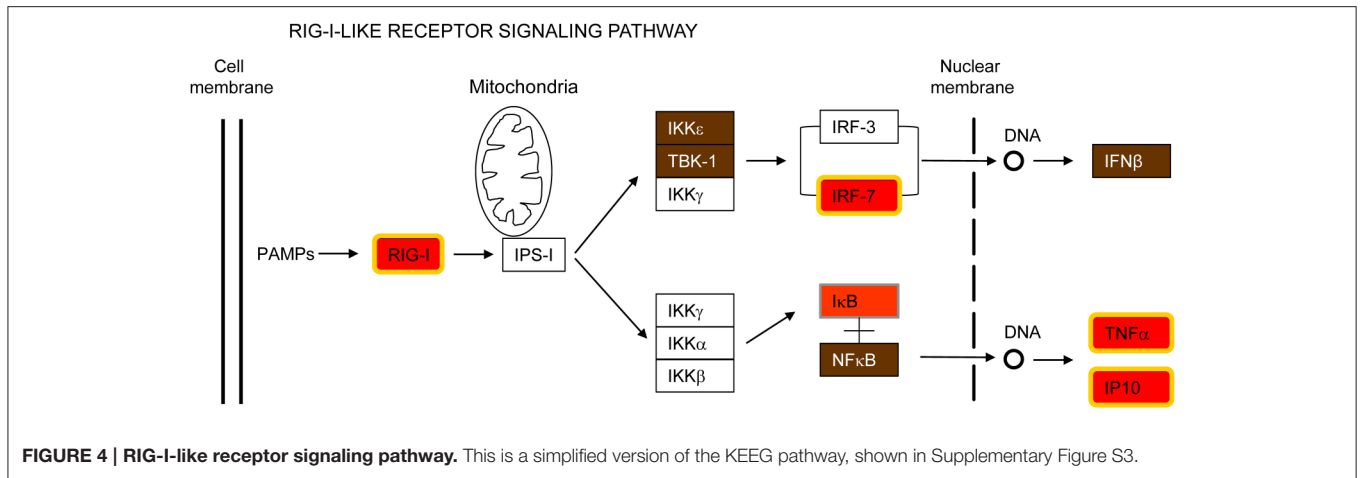 RIG-I-LIKE RECEPTOR SIGNALING PATHWAY
Cell
membrane
Mitochondria
Nuclear
membrane
IKKε
TBK-1
IKKγ
IRF-3
IRF-7
DNA
IFNβ
PAMPs
RIG-I
IPS-I
IKKγ
IKKα
IKKβ
IκB
NFκB
DNA
TNFα
IP10
FIGURE 4 | RIG-I-like receptor signaling pathway. This is a simplified version of the KEEG pathway, shown in Supplementary Figure S3.